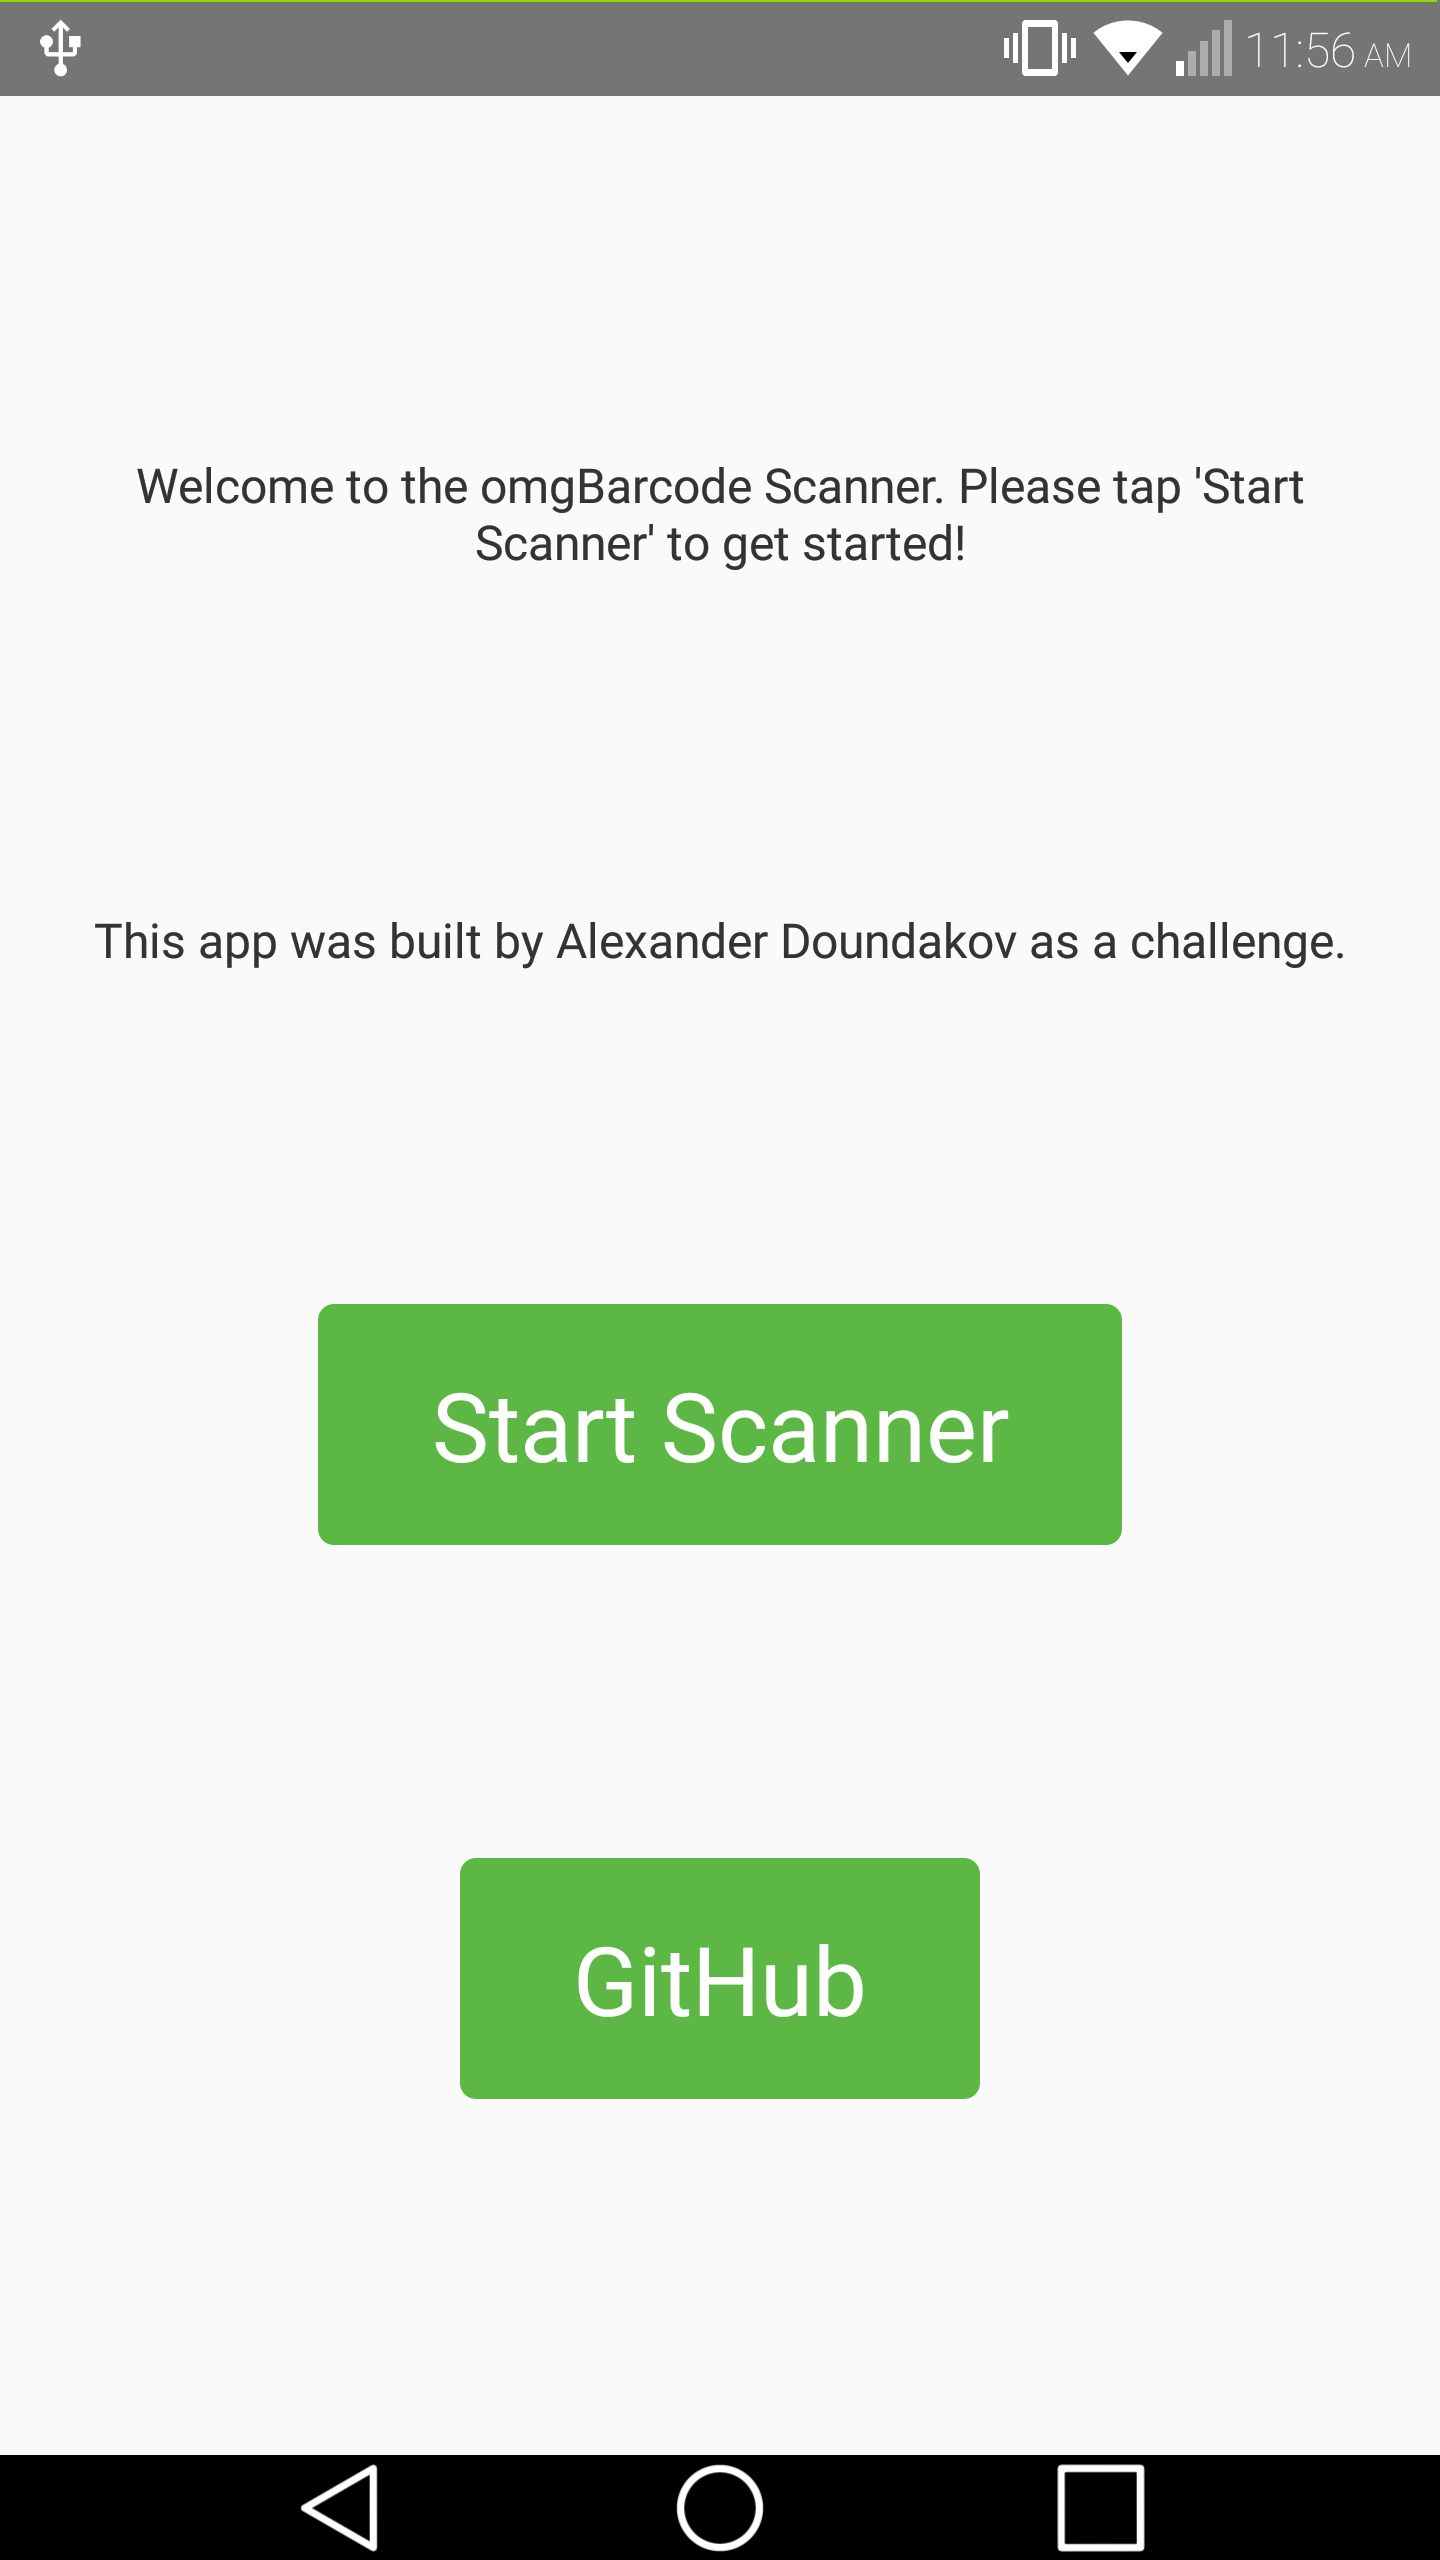 11:56 AM
Welcome to the omgBarcode Scanner. Please tap 'Start
Scanner' to get started!
This app was built by Alexander Doundakov as a challenge.
Start Scanner
GitHub